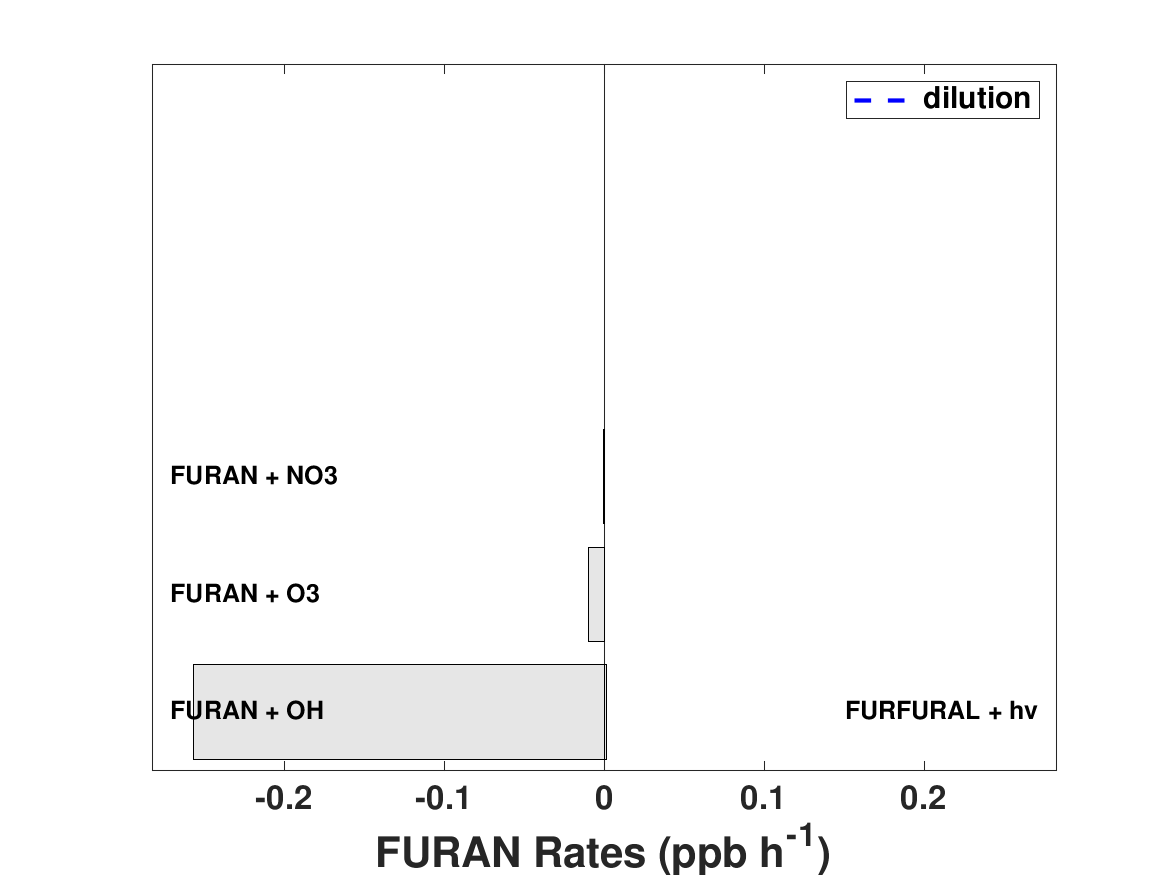 dilution
FURAN + NO3
FURAN + O3
FURAN + OH
FURFURAL + hv
-0.2 -0.1 0 0.1 0.2
FURAN Rates (ppb h-1)